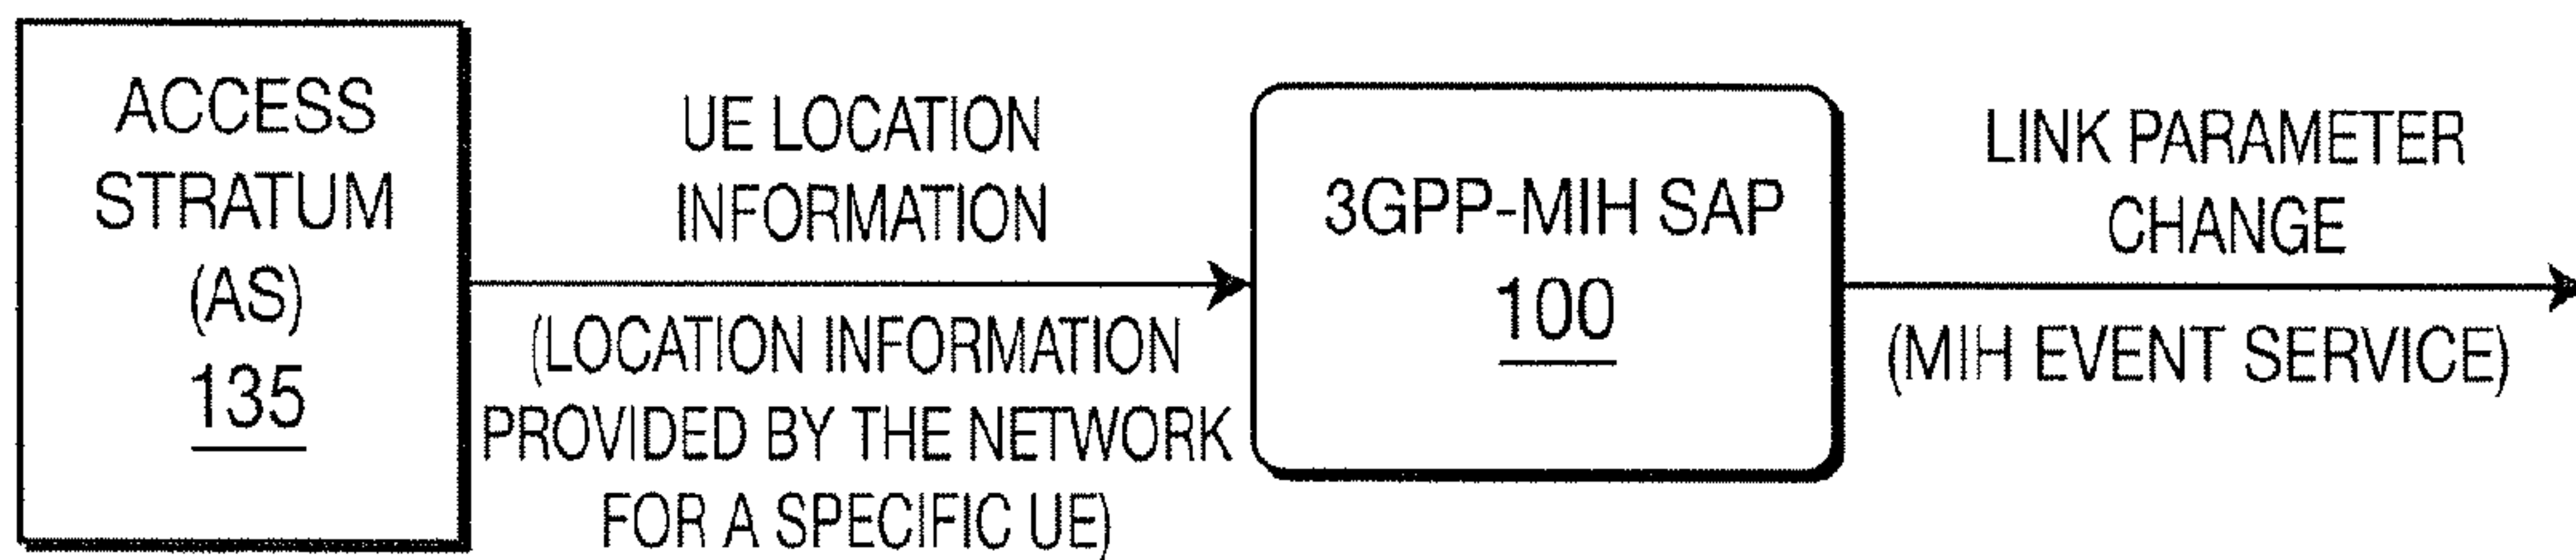 ACCESS
STRATUM
(AS)
135
UE LOCATION
INFORMATION
(LOCATION INFORMATION
PROVIDED BY THE NETWORK
FOR A SPECIFIC UE)
3GPP-MIH SAP
100
LINK PARAMETER
CHANGE
(MIH EVENT SERVICE)